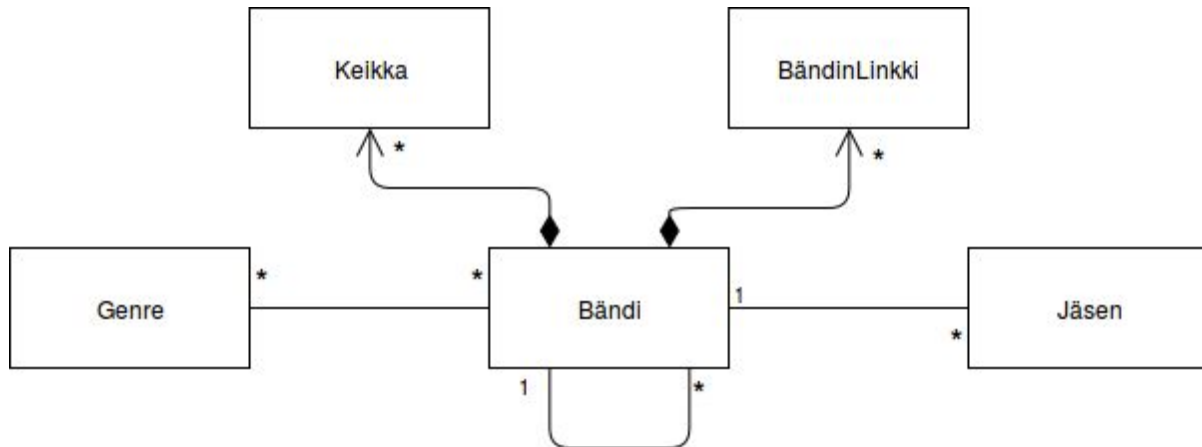 Keikka
BändinLinkki
*
*
*
*
Genre
Bändi
1
Jäsen
*
1
*